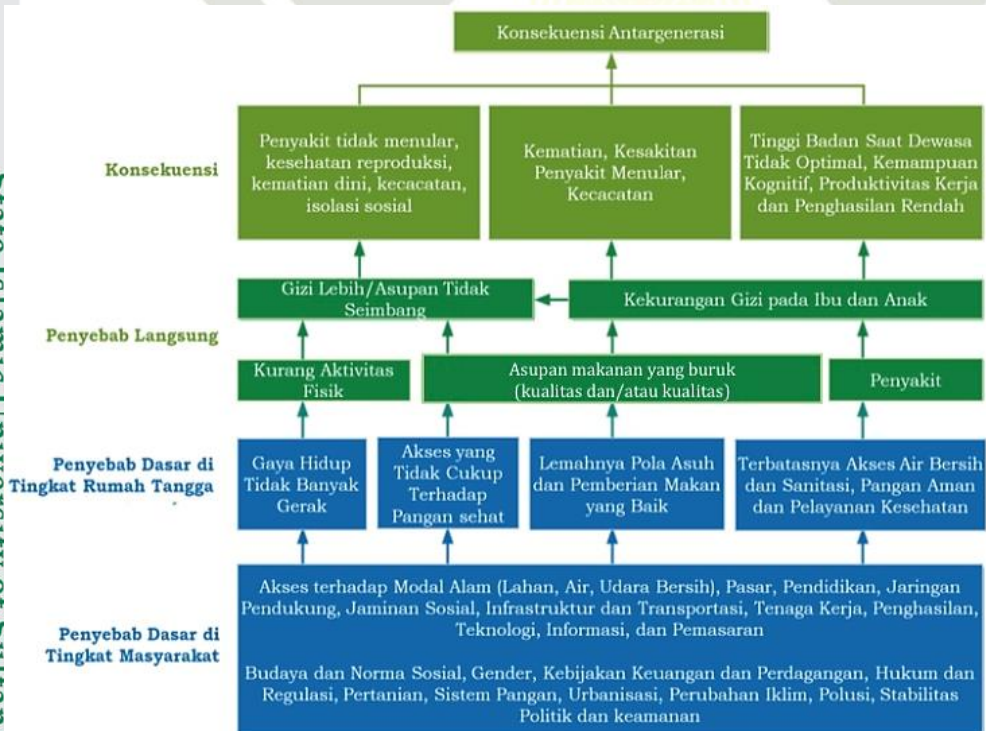 Konsekuensi Antargenerasi
Konsekuensi
Penyakit tidak menular,
kesehatan reproduksi,
kematian dini, kecacatan,
isolasi sosial
Kematian, Kesakitan
Penyakit Menular,
Kecacatan
Tinggi Badan Saat Dewasa
Tidak Optimal, Kemampuan
Kognitif, Produktivitas Kerja
dan Penghasilan Rendah
Penyebab Langsung
Gizi Lebih/Asupan Tidak
Seimbang
Kekurangan Gizi pada Ibu dan Anak
Kurang Aktivitas
Fisik
Asupan makanan yang buruk
(kualitas dan/atau kualitas)
Penyakit
Penyebab Dasar di
Tingkat Rumah Tangga
Gaya Hidup
Tidak Banyak
Gerak
Akses yang
Tidak Cukup
Terhadap
Pangan sehat
Lemahnya Pola Asuh
dan Pemberian Makan
yang Baik
Terbatasnya Akses Air Bersih
dan Sanitasi, Pangan Aman
dan Pelayanan Kesehatan
Penyebab Dasar di
Tingkat Masyarakat
Akses terhadap Modal Alam (Lahan, Air, Udara Bersih), Pasar, Pendidikan, Jaringan
Pendukung, Jaminan Sosial, Infrastruktur dan Transportasi, Tenaga Kerja, Penghasilan,
Teknologi, Informasi, dan Pemasaran
Budaya dan Norma Sosial, Gender, Kebijakan Keuangan dan Perdagangan, Hukum dan
Regulasi, Pertanian, Sistem Pangan, Urbanisasi, Perubahan Iklim, Polusi, Stabilitas
Politik dan keamanan